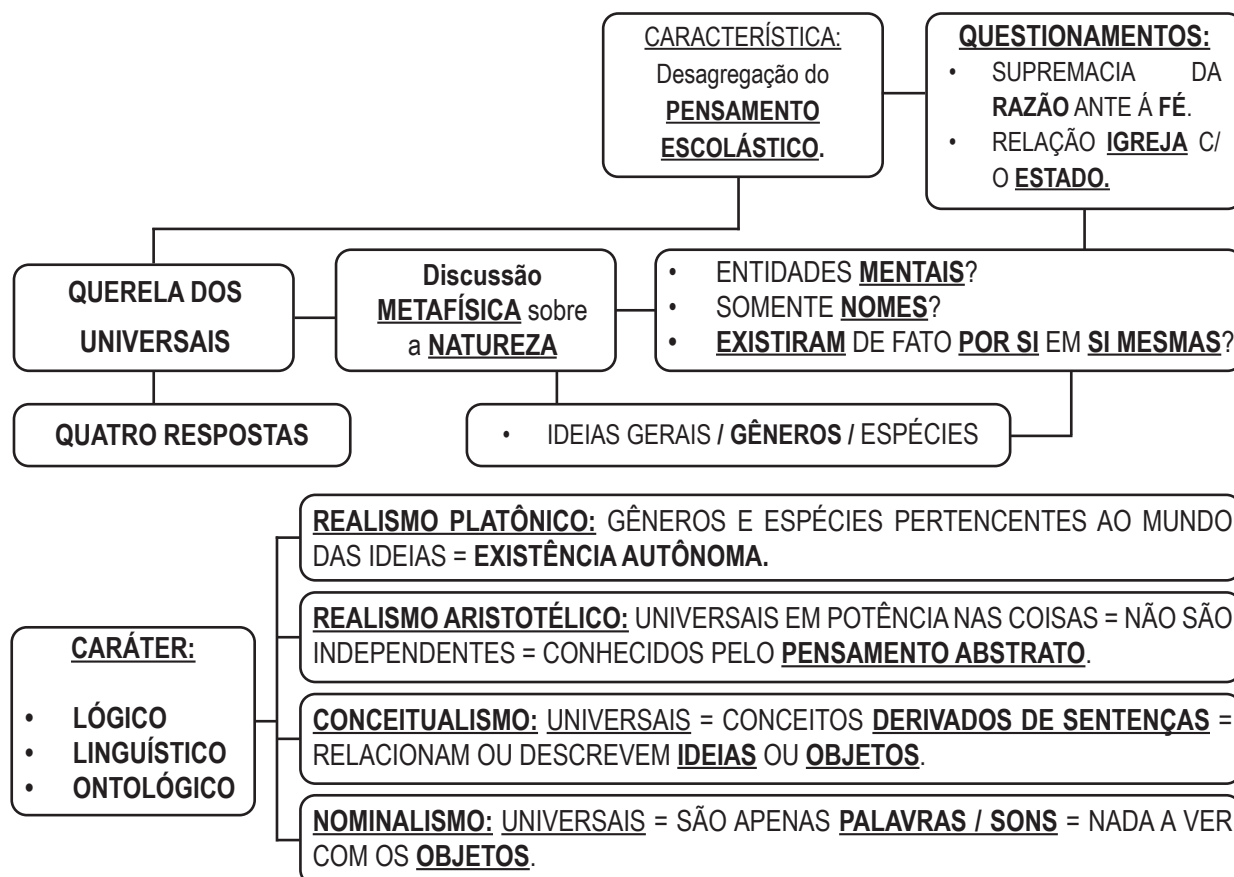 CARACTERÍSTICA:
Desagregação do
PENSAMENTO
ESCOLÁSTICO.
QUESTIONAMENTOS:
• SUPREMACIA DA
RAZÃO ANTE Á FÉ.
• RELAÇÃO IGREJA C/
O ESTADO.
QUERELA DOS
UNIVERSAIS
Discussão
METAFÍSICA sobre
a NATUREZA
• ENTIDADES MENTAIS?
• SOMENTE NOMES?
• EXISTIRAM DE FATO POR SI EM SI MESMAS?
QUATRO RESPOSTAS
• IDEIAS GERAIS / GÊNEROS / ESPÉCIES
CARÁTER:
• LÓGICO
• LINGUÍSTICO
• ONTOLÓGICO
REALISMO PLATÔNICO: GÊNEROS E ESPÉCIES PERTENCENTES AO MUNDO
DAS IDEIAS = EXISTÊNCIA AUTÔNOMA.
REALISMO ARISTOTÉLICO: UNIVERSAIS EM POTÊNCIA NAS COISAS = NÃO SÃO
INDEPENDENTES = CONHECIDOS PELO PENSAMENTO ABSTRATO.
CONCEITUALISMO: UNIVERSAIS = CONCEITOS DERIVADOS DE SENTENÇAS =
RELACIONAM OU DESCREVEM IDEIAS OU OBJETOS.
NOMINALISMO: UNIVERSAIS = SÃO APENAS PALAVRAS / SONS = NADA A VER
COM OS OBJETOS.